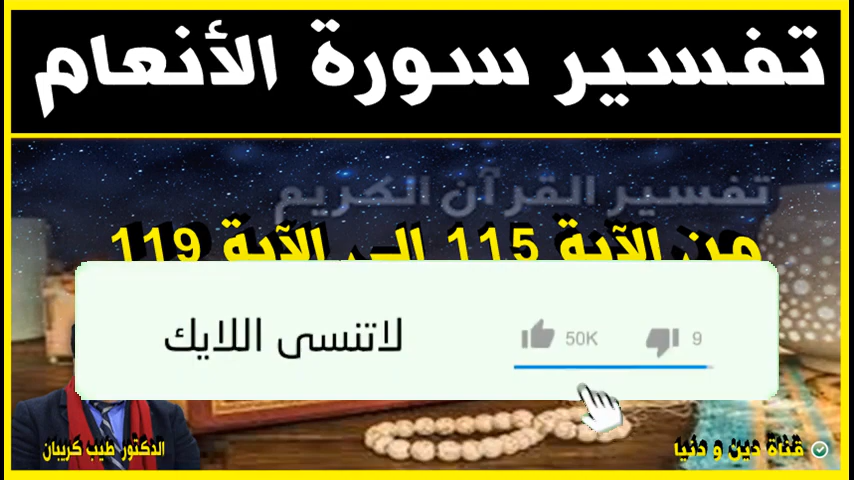 تفسير سورة الأنعام
تفسير القرآن الكريم
من الآية 115 الى الآية 119
لاتنسى اللايك
50K
9
الدكتور طيب كريبان
قناة دين و دنيا